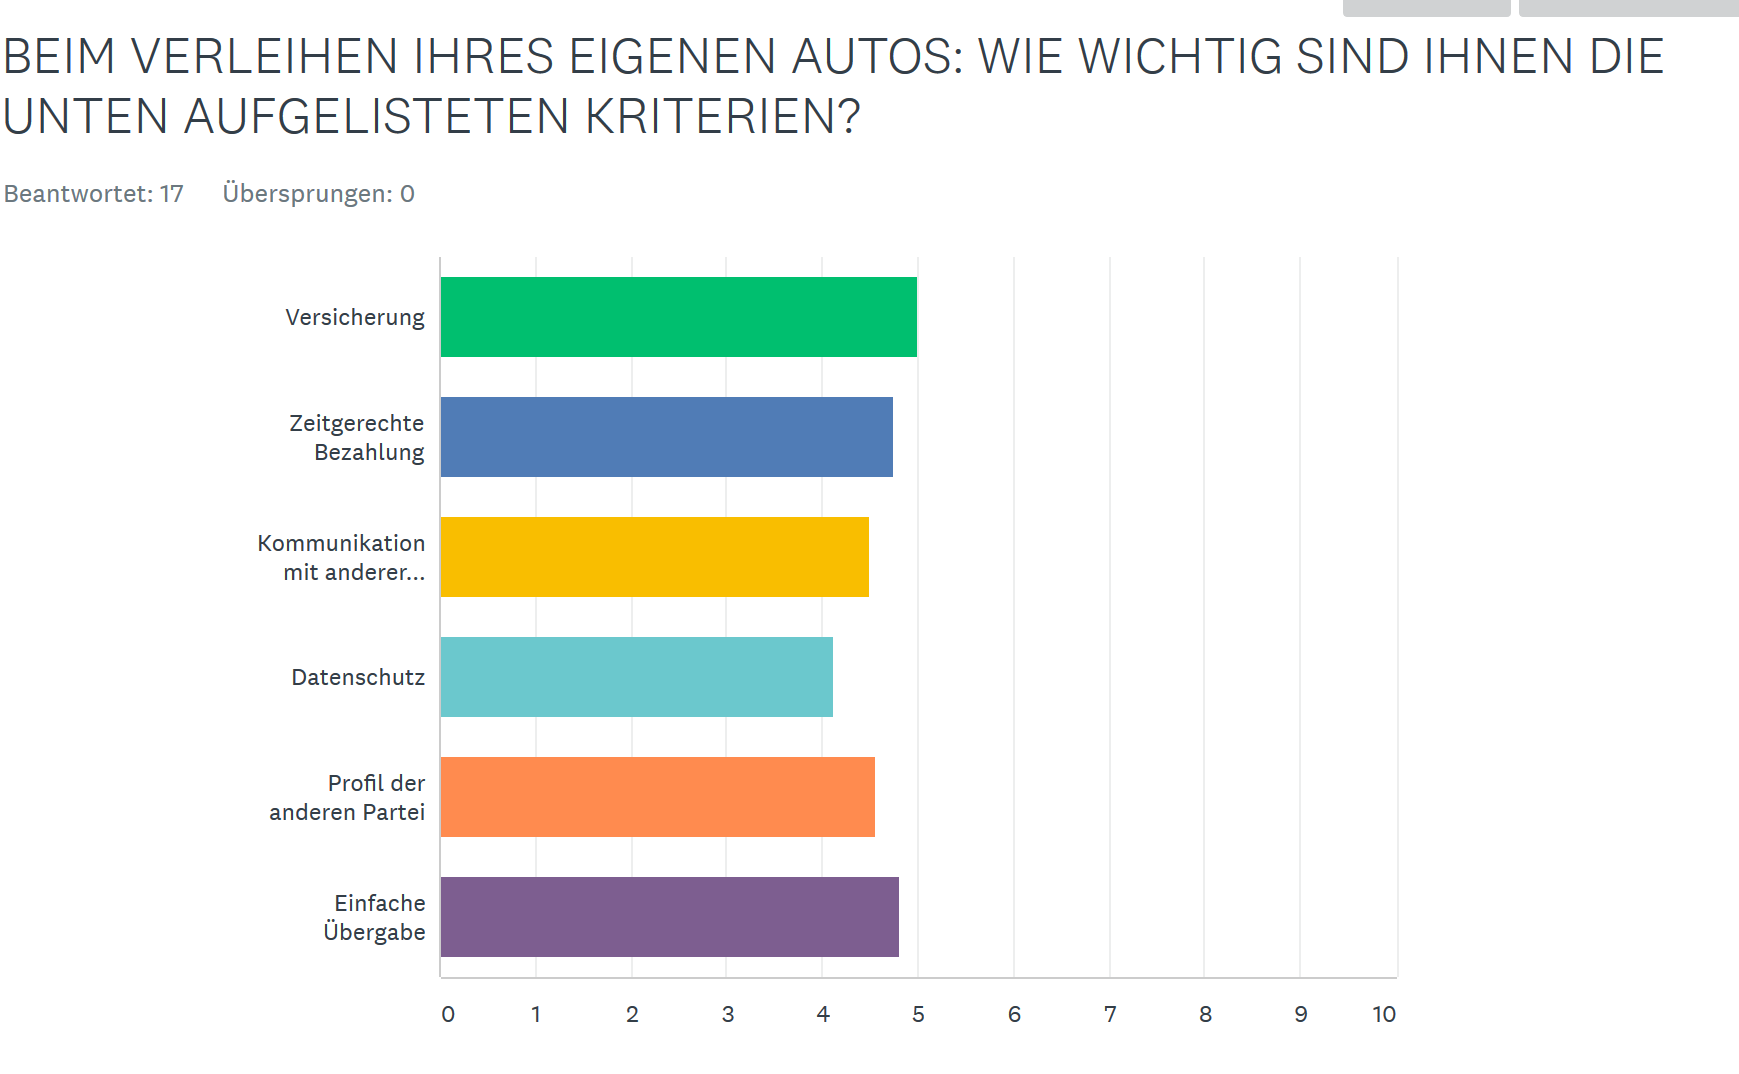 BEIM VERLEIHEN IHRES EIGENEN AUTOS: WIE WICHTIG SIND IHNEN DIE
UNTEN AUFGELISTETEN KRITERIEN?
Beantwortet: 17 Übersprungen: 0
Versicherung
Zeitgerechte
Bezahlung
Kommunikation
mit anderer...
Datenschutz
Profil der
anderen Partei
Einfache
Übergabe
0 1 2 3 4 5 6 7 8 9 10